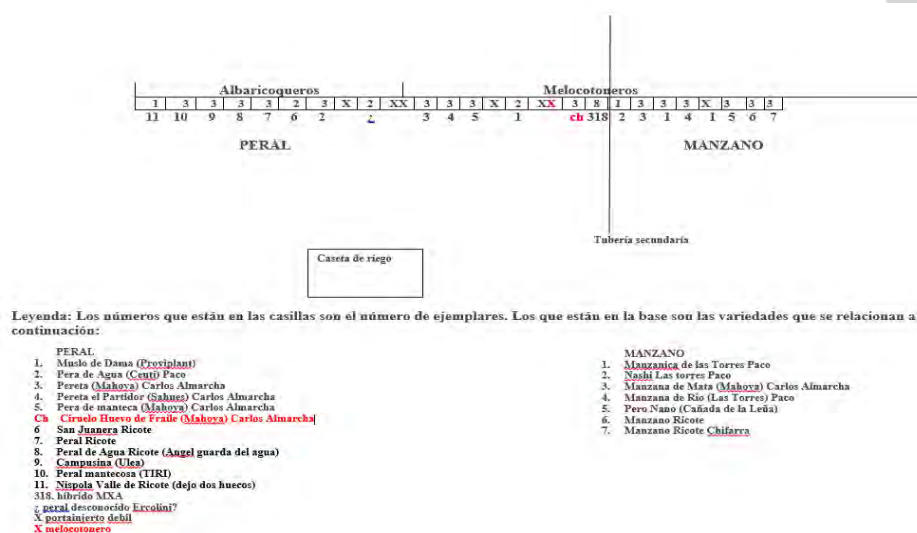 Albaricoqueros Melocotoneros
1 3 3 3 3 2 3 X 2 XX 3 3 3 X 2 XX 3 8 1 3 3 3 X 3 3 3
11 10 9 8 7 6 2 ¿ 3 4 5 1 ch 318 2 3 1 4 1 5 6 7
PERAL MANZANO
Tubería secundaria
Caseta de riego
Leyenda: Los números que están en las casillas son el número de ejemplares. Los que están en la base son las variedades que se relacionan a
continuación:
PERAL
1. Muslo de Dama (Proviplant)
2. Pera de Agua (Ceuti) Paco
3. Pereta (Mahoya) Carlos Almarcha
4. Pereta el Partidor (Sahues) Carlos Almarcha
5. Pera de manteca (Mahoya) Carlos Almarcha
Ch Ciruelo Huevo de Fraile (Mahoya) Carlos Almarcha
6 San Juanera Ricote
7. Peral Ricote
8. Peral de Agua Ricote (Angel guarda del agua)
9. Campusina (Ulea)
10. Peral mantecosa (TIRI)
11. Nispola Valle de Ricote (dejo dos huecos)
318. híbrido MXA
¿ peral desconocido Ercolini?
X portainjerto debil
X melocotonero
MANZANO
1. Manzanica de las Torres Paco
2. Nashi Las torres Paco
3. Manzana de Mata (Mahoya) Carlos Almarcha
4. Manzana de Rio (Las Torres) Paco
5. Pero Nano (Cañada de la Leña)
6. Manzano Ricote
7. Manzano Ricote Chifarra